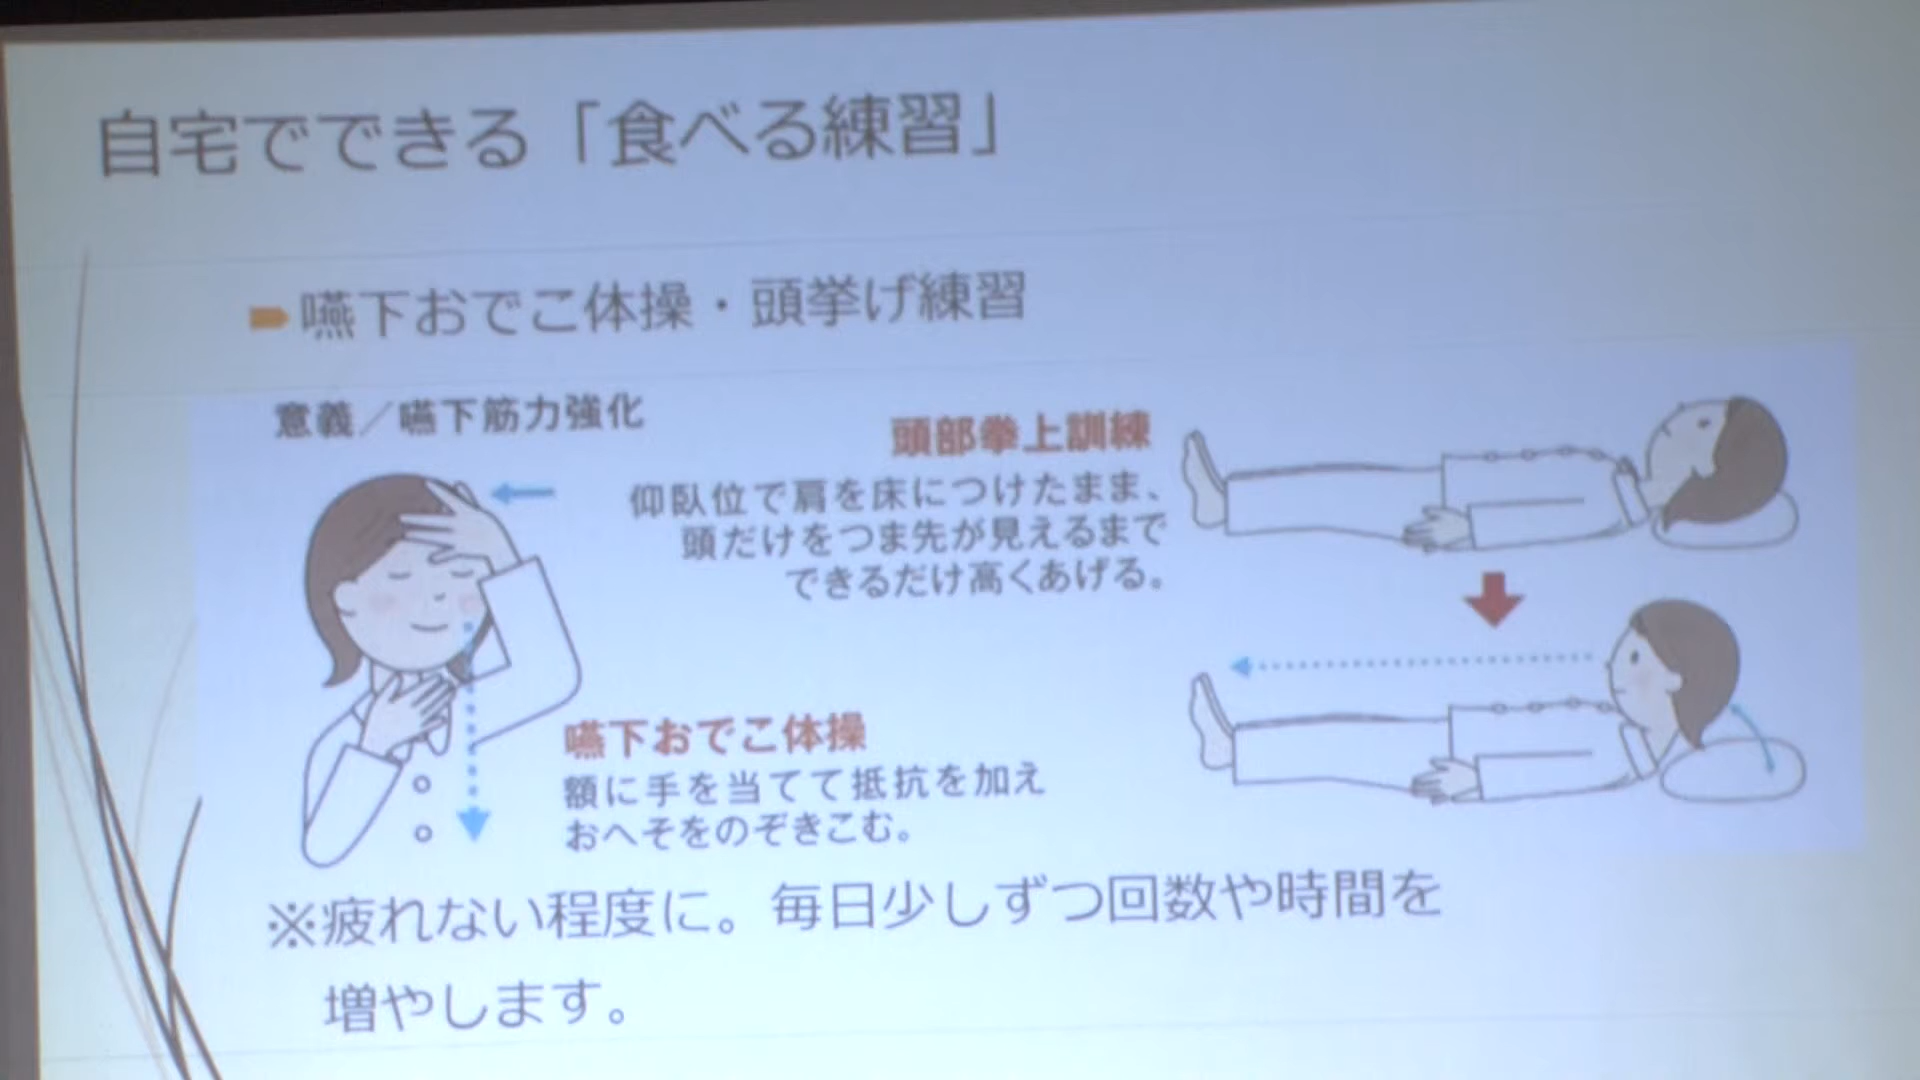 自宅でできる「食べる練習」
嚥下おでこ体操・頭挙げ練習
意義／嚥下筋力強化
頭部拳上訓練
仰臥位で肩を床につけたまま、
頭だけをつま先が見えるまで
できるだけ高くあげる。
嚥下おでこ体操
額に手を当てて抵抗を加え
おへそをのぞきこむ。
※疲れない程度に。毎日少しずつ回数や時間を
増やします。